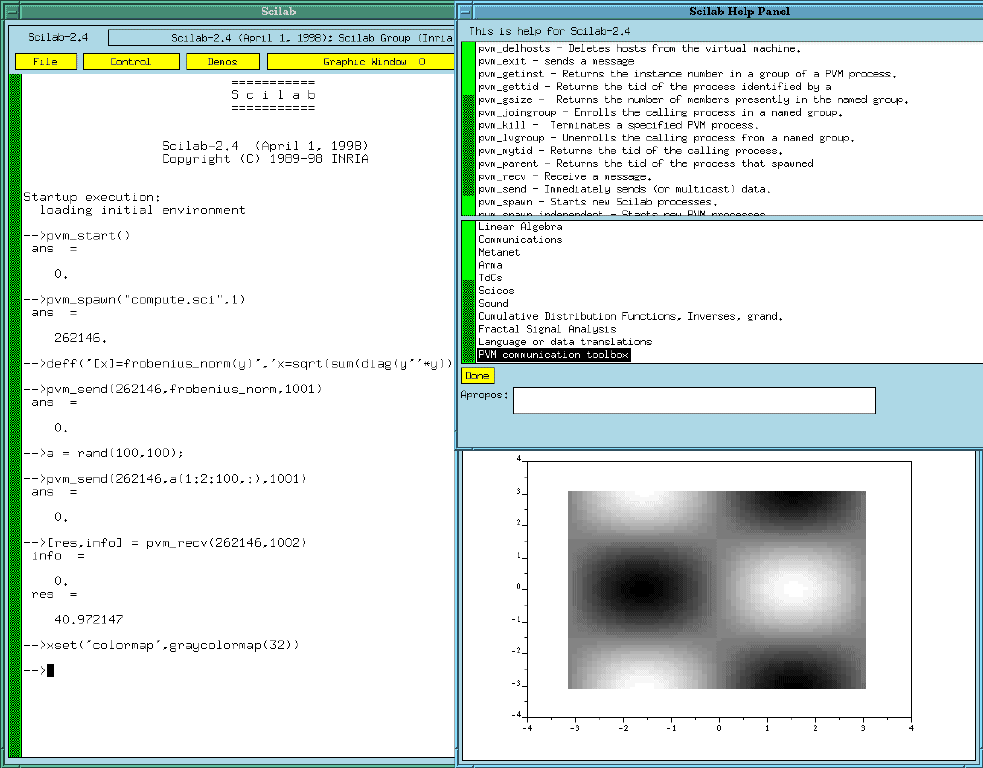 Scilab
Scilab-2.4
Scilab-2.4 (April 1, 1998): Scilab Group (Inria
File
Control
Demos
Graphic Window 0
===========
S c i l a b
===========
Scilab-2.4 (April 1, 1998)
Copyright (C) 1989-98 INRIA
Startup execution:
loading initial environment
-->pvm_start()
ans =
0.
-->pvm_spawn("compute.sci",1)
ans =
262146.
-->deff("[x]=frobenius_norm(y)",'x=sqrt(sum(diag(y"'*y))
-->pvm_send(262146,frobenius_norm,1001)
ans =
0.
-->a = rand(100,100);
-->pvm_send(262146,a(1:2:100,:),1001)
ans =
0.
-->[res,info] = pvm_recv(262146,1002)
info =
0.
res =
40.972147
-->xset("colormap",graycolormap(32))
-->
Scilab Help Panel
This is help for Scilab-2.4
pvm_delhosts - Deletes hosts from the virtual machine.
pvm_exit - sends a message
pvm_getinst - Returns the instance number in a group of a PVM process.
pvm_gettid - Returns the tid of the process identified by a
pvm_gsize - Returns the number of members presently in the named group.
pvm_joingroup - Enrolls the calling process in a named group.
pvm_kill - Terminates a specified PVM process.
pvm_lvgroup - Unenrolls the calling process from a named group.
pvm_mytid - Returns the tid of the calling process.
pvm_parent - Returns the tid of the process that spawned
pvm_recv - Receive a message.
pvm_send - Immediately sends (or multicast) data.
pvm_spawn - Starts new Scilab processes.
pvm_spawn_independent - Starts new PVM processes
Linear Algebra
Communications
Metanet
Arma
TdCs
Scicos
Sound
Cumulative Distribution Functions, Inverses, grand.
Fractal Signal Analysis
Language or data translations
PVM communication toolbox
Done
Apropos:
4
3
2
1
0
-1
-2
-3
-4
-4 -3 -2 -1 0 1 2 3 4